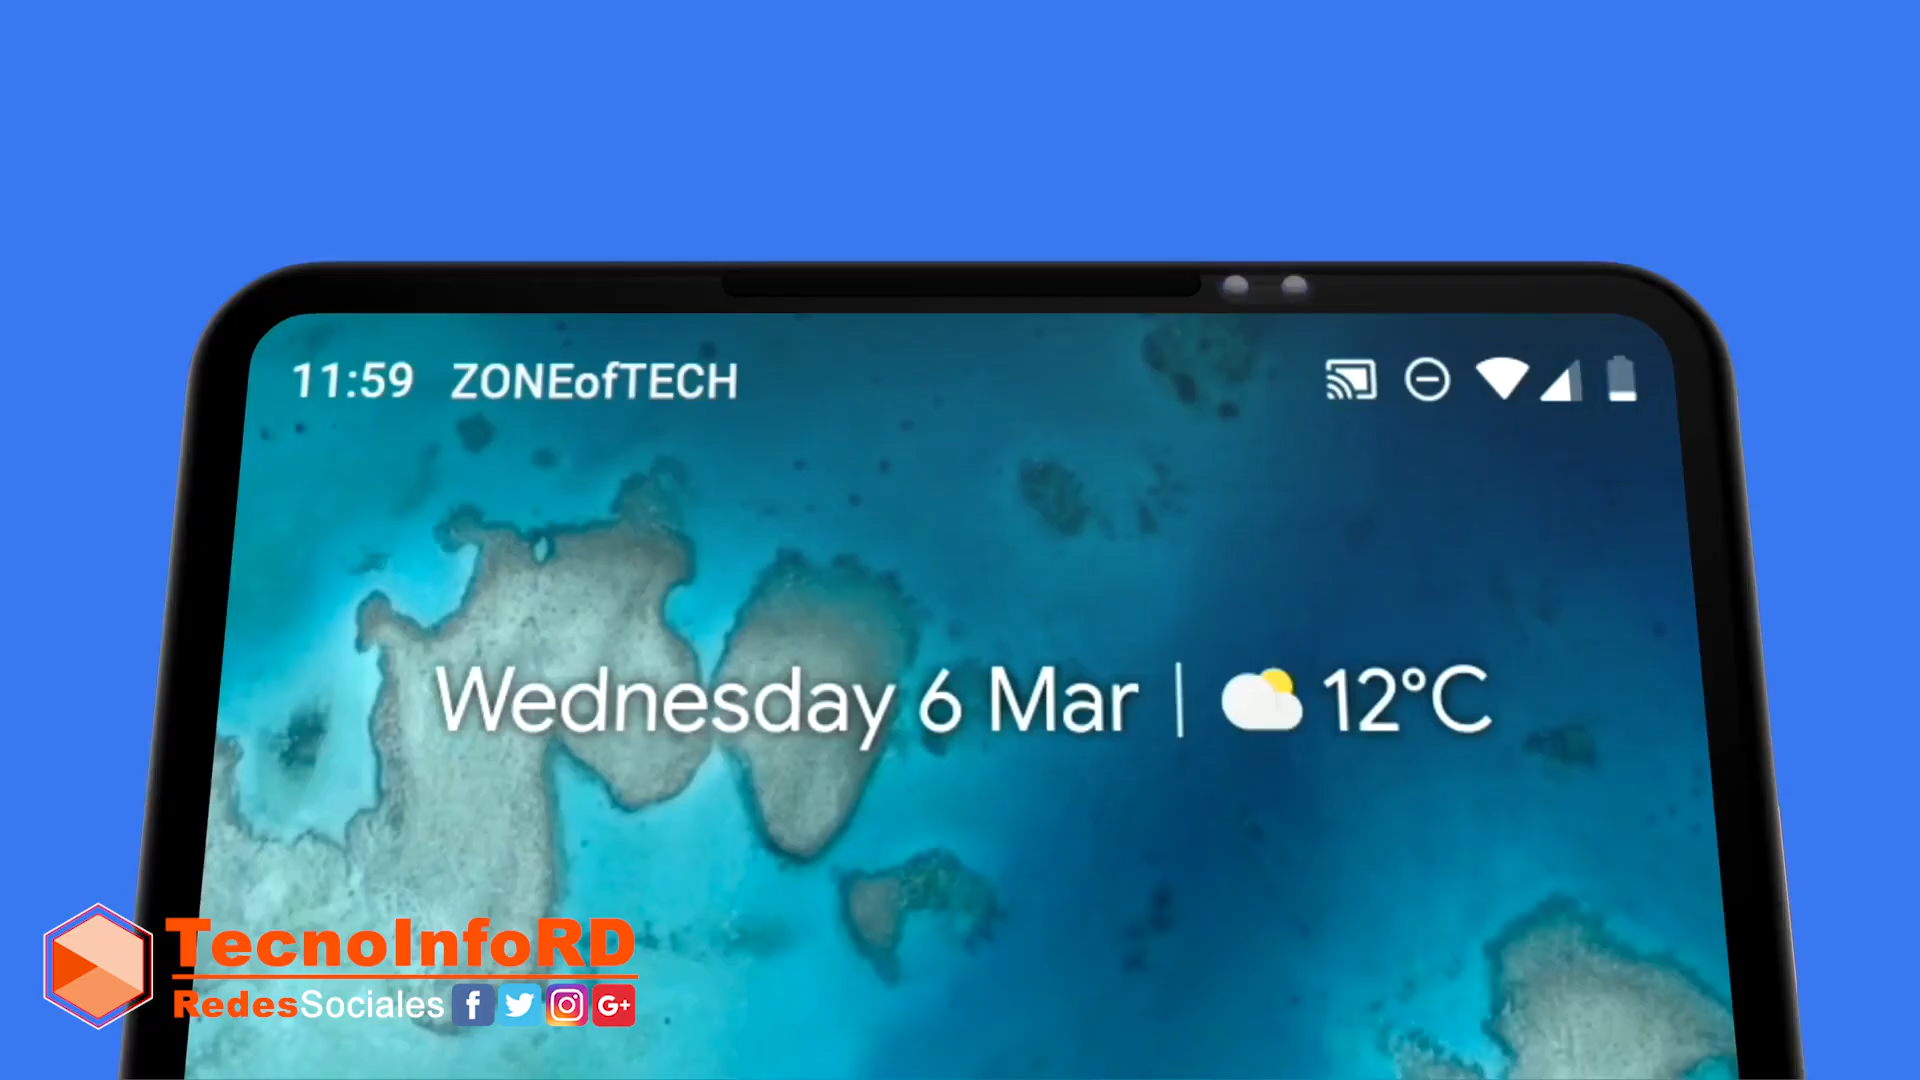 11:59 ZONEofTECH
Wednesday 6 Mar | 12°C
TecnoInfoRD
RedesSociales f G+